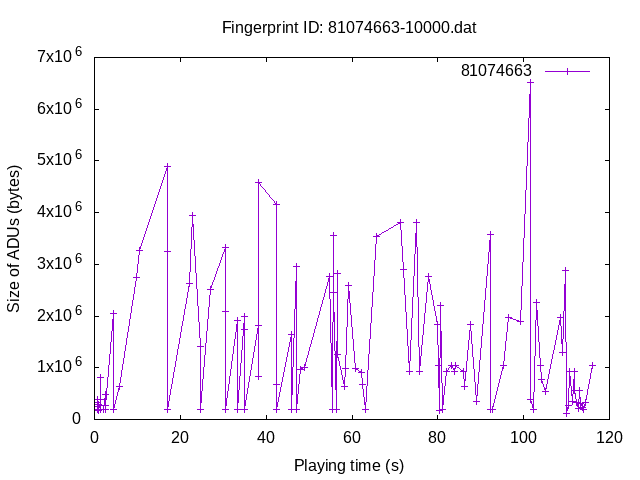 Fingerprint ID: 81074663-10000.dat
81074663
Size of ADUs (bytes)
7x10^6
6x10^6
5x10^6
4x10^6
3x10^6
2x10^6
1x10^6
0
0 20 40 60 80 100 120
Playing time (s)